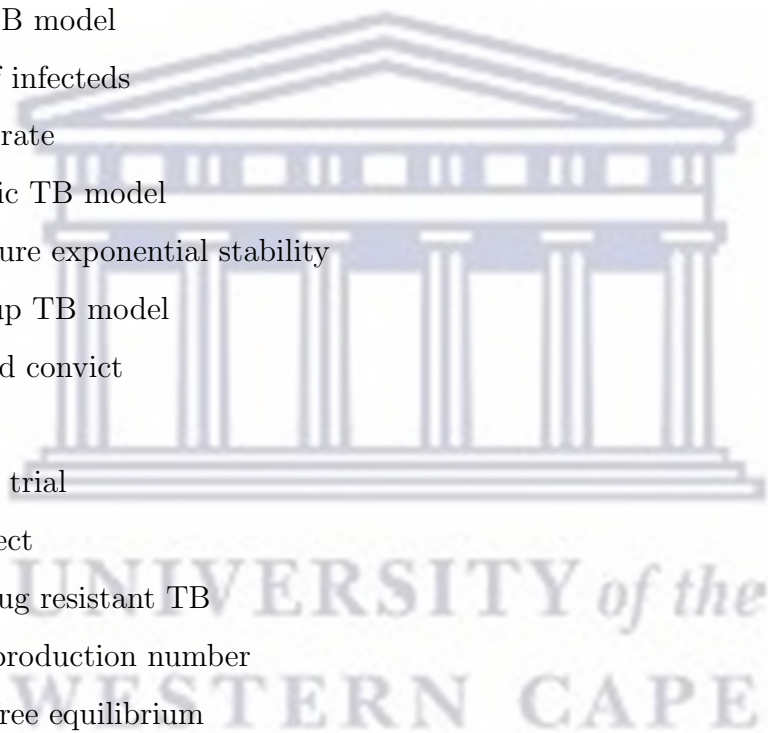 B model
infecteds
rate
ic TB model
ure exponential stability
up TB model
d convict
trial
ect
ug resistant TB
UNIVERSITY of the
production number
WESTERN CAPE
ree equilibrium